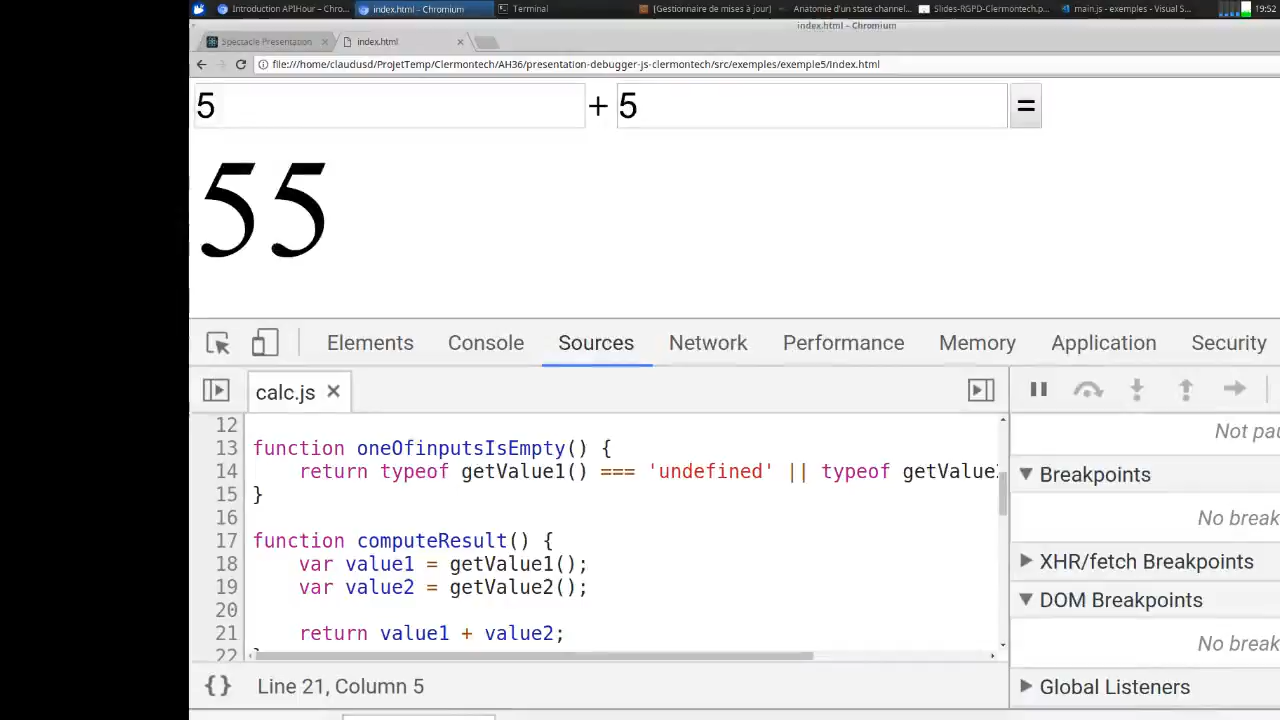 Introduction APIHour – Chro... index.html - Chromium Terminal [Gestionnaire de mises à jour] Anatomie d'un state channel... Slides-RGPD-Clermontech.p... main.js - exemples - Visual S... 19:52
index.html - Chromium
Spectacle Presentation × index.html ×
file:///home/claudusd/ProjetTemp/Clermontech/AH36/presentation-debugger-js-clermontech/src/exemples/exemple5/index.html
5 + 5 =
55
Elements Console Sources Network Performance Memory Application Security
calc.js ×
Not pau
12
13 function oneOfinputsIsEmpty() {
14 return typeof getValue1() === 'undefined' || typeof getValue
15 }
16
17 function computeResult() {
18 var value1 = getValue1();
19 var value2 = getValue2();
20
21 return value1 + value2;
22
Breakpoints
No break
XHR/fetch Breakpoints
DOM Breakpoints
No break
Global Listeners
{} Line 21, Column 5